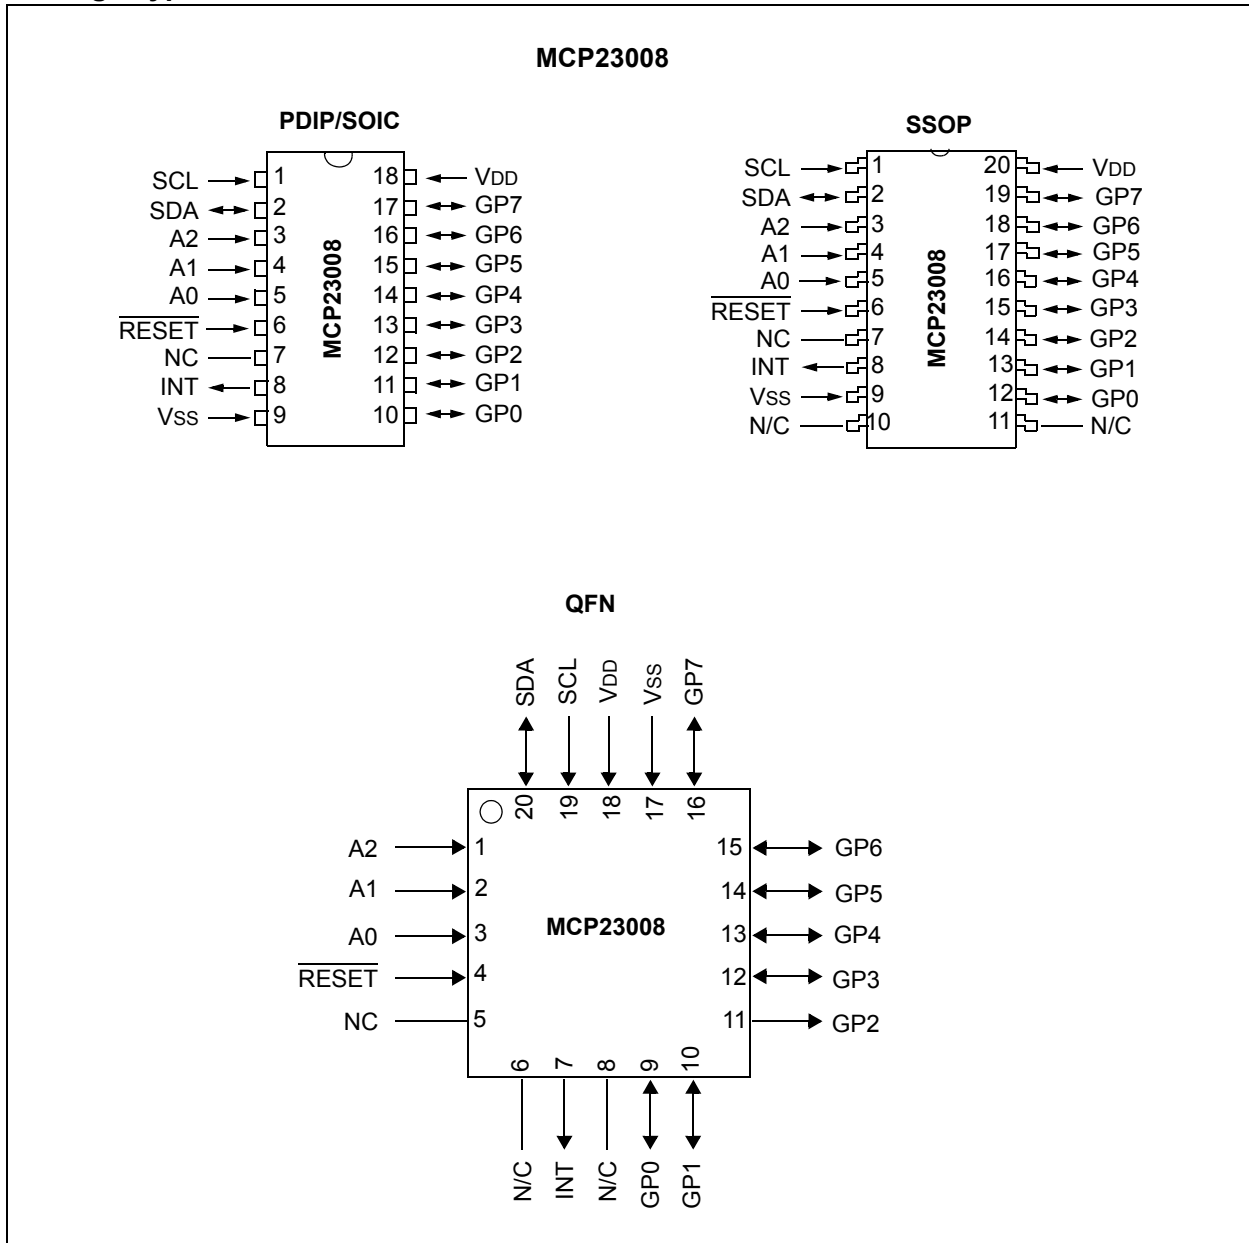 MCP23008
PDIP/SOIC
SCL 1 18 VDD
SDA 2 17 GP7
A2 3 16 GP6
A1 4 15 GP5
A0 5 14 GP4
RESET 6 13 GP3
NC 7 12 GP2
INT 8 11 GP1
VSS 9 10 GP0
MCP23008
SSOP
SCL 1 20 VDD
SDA 2 19 GP7
A2 3 18 GP6
A1 4 17 GP5
A0 5 16 GP4
RESET 6 15 GP3
NC 7 14 GP2
INT 8 13 GP1
VSS 9 12 GP0
N/C 10 11 N/C
MCP23008
QFN
SDA SCL VDD VSS GP7
20 19 18 17 16
A2 1 15 GP6
A1 2 14 GP5
A0 3 MCP23008 13 GP4
RESET 4 12 GP3
NC 5 11 GP2
6 7 8 9 10
N/C INT N/C GP0 GP1